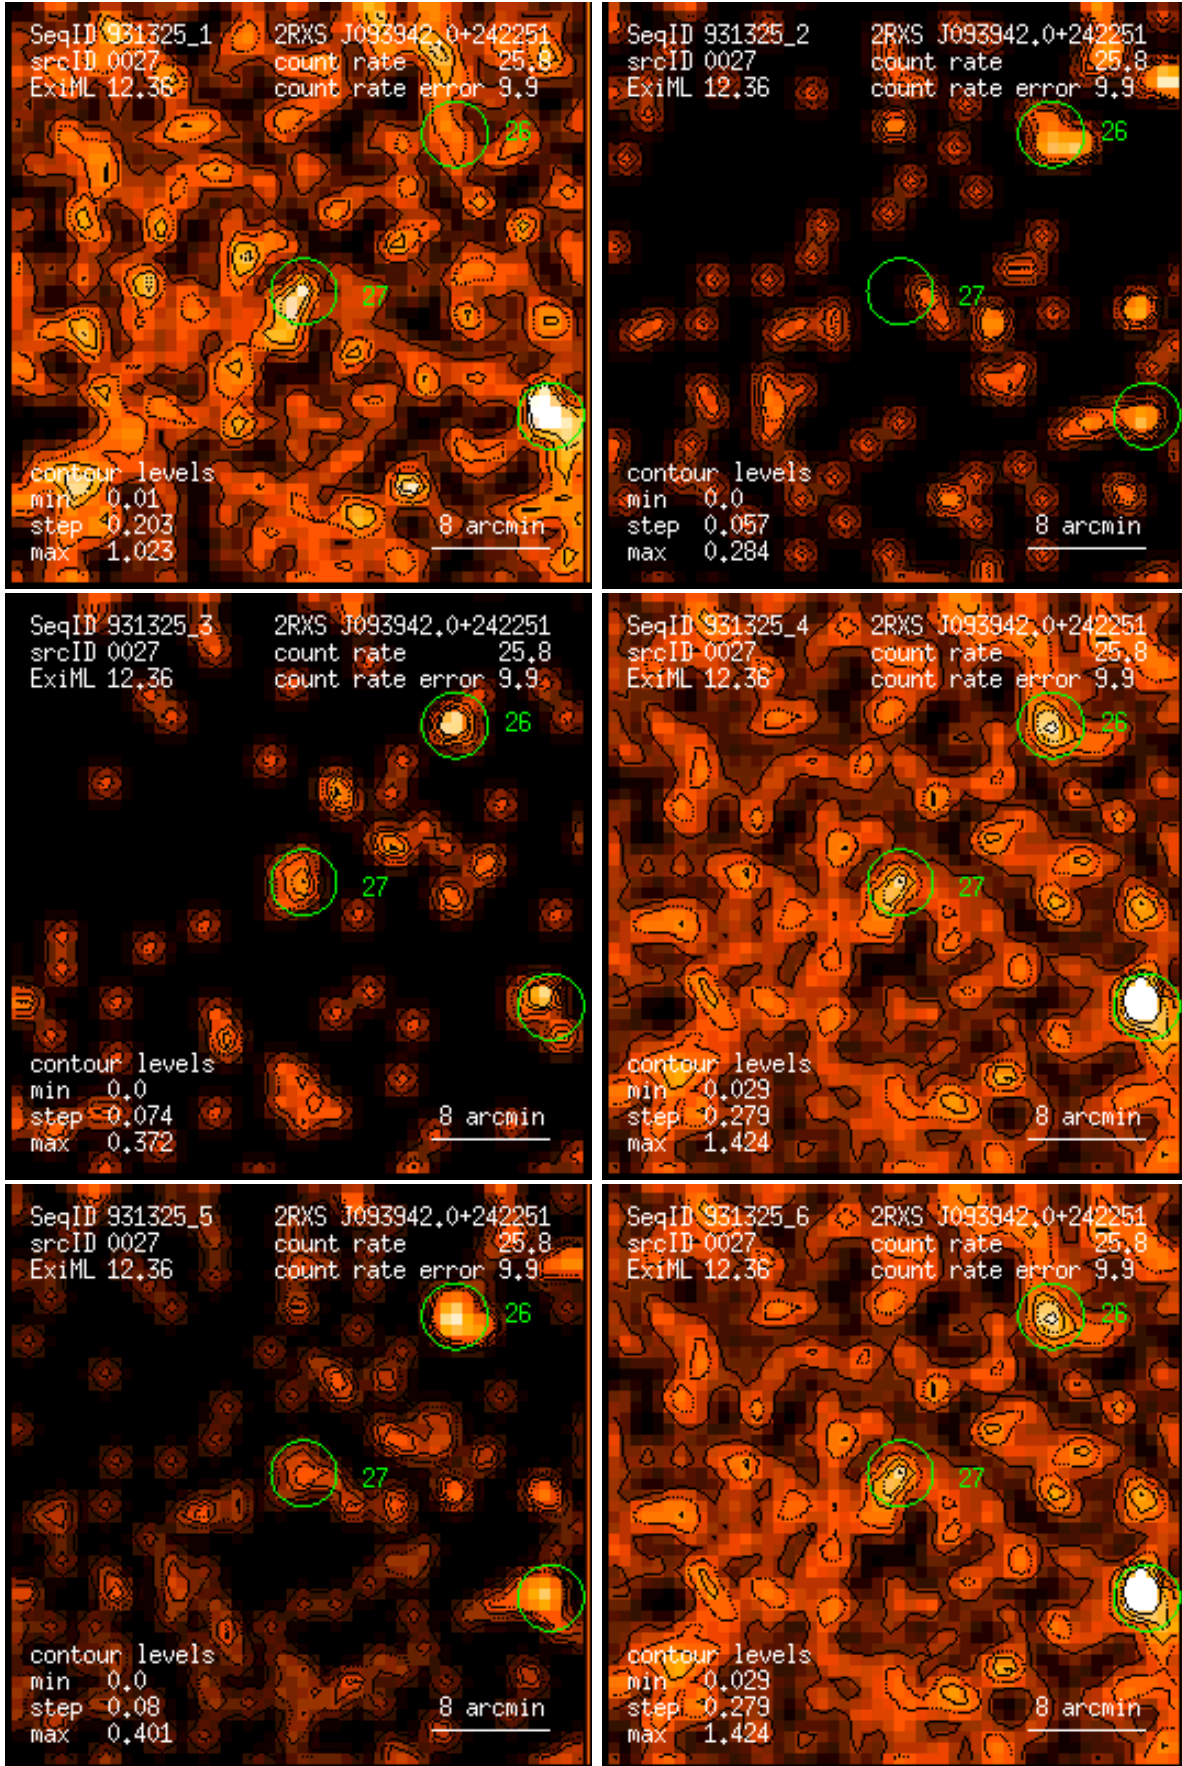 SeqID 931325_1 2RXS J093942.0+242251
srcID 0027 count rate 25.8
ExiML 12.36 count rate error 9.9
26
27
contour levels
min 0.01
step 0.203 8 arcmin
max 1.023
SeqID 931325_2 2RXS J093942.0+242251
srcID 0027 count rate 25.8
ExiML 12.36 count rate error 9.9
26
27
contour levels
min 0.0
step 0.057 8 arcmin
max 0.284
SeqID 931325_3 2RXS J093942.0+242251
srcID 0027 count rate 25.8
ExiML 12.36 count rate error 9.9
26
27
contour levels
min 0.0
step 0.074 8 arcmin
max 0.372
SeqID 931325_4 2RXS J093942.0+242251
srcID 0027 count rate 25.8
ExiML 12.36 count rate error 9.9
26
27
contour levels
min 0.029
step 0.279 8 arcmin
max 1.424
SeqID 931325_5 2RXS J093942.0+242251
srcID 0027 count rate 25.8
ExiML 12.36 count rate error 9.9
26
27
contour levels
min 0.0
step 0.08 8 arcmin
max 0.401
SeqID 931325_6 2RXS J093942.0+242251
srcID 0027 count rate 25.8
ExiML 12.36 count rate error 9.9
26
27
contour levels
min 0.029
step 0.279 8 arcmin
max 1.424